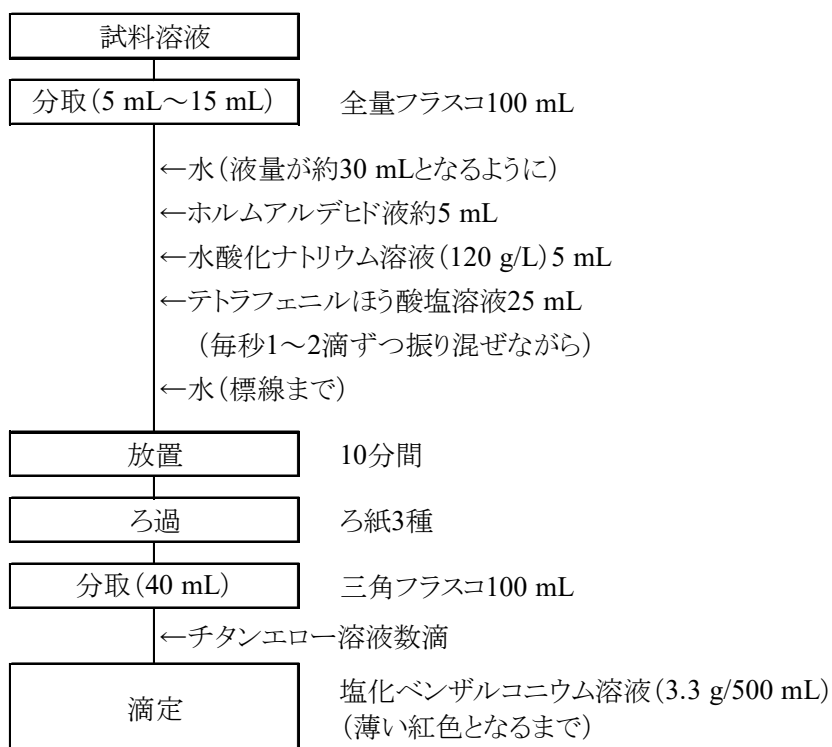 試料溶液
分取(5 mL～15 mL) 全量フラスコ100 mL
←水(液量が約30 mLとなるように)
←ホルムアルデヒド液約5 mL
←水酸化ナトリウム溶液(120 g/L)5 mL
←テトラフェニルほう酸塩溶液25 mL
(毎秒1～2滴ずつ振り混ぜながら)
←水(標線まで)
放置 10分間
ろ過 ろ紙3種
分取(40 mL) 三角フラスコ100 mL
←チタンエロー溶液数滴
滴定 塩化ベンザルコニウム溶液(3.3 g/500 mL)
(薄い紅色となるまで)